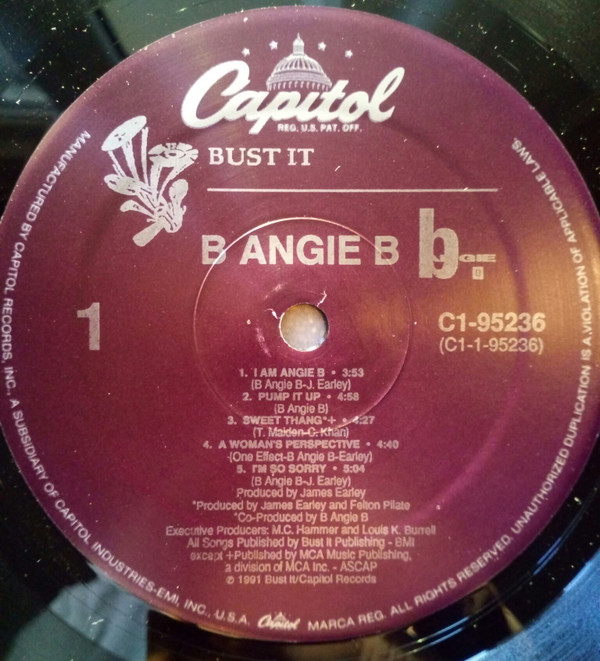 Capitol
REG. U.S. PAT. OFF.
BUST IT
B ANGIE B
b ANGIE B
1
C1-95236
(C1-1-95236)
1. I AM ANGIE B • 3:53
(B Angie B-J. Earley)
2. PUMP IT UP • 4:58
(B Angie B)
3. SWEET THANG*+ • 4:27
(T. Maiden-C. Khan)
4. A WOMAN'S PERSPECTIVE • 4:40
(One Effect-B Angie B-Earley)
5. I'M SO SORRY • 5:04
(B Angie B-J. Earley)
Produced by James Earley
*Produced by James Earley and Felton Pilate
*Co-Produced by B Angie B
Executive Producers: M.C. Hammer and Louis K. Burrell
All Songs Published by Bust It Publishing - BMI
except +Published by MCA Music Publishing,
a division of MCA Inc. - ASCAP
℗ 1991 Bust It/Capitol Records
MANUFACTURED BY CAPITOL RECORDS, INC., A SUBSIDIARY OF CAPITOL INDUSTRIES-EMI, INC., U.S.A. Capitol MARCA REG. ALL RIGHTS RESERVED. UNAUTHORIZED DUPLICATION IS A VIOLATION OF APPLICABLE LAWS.